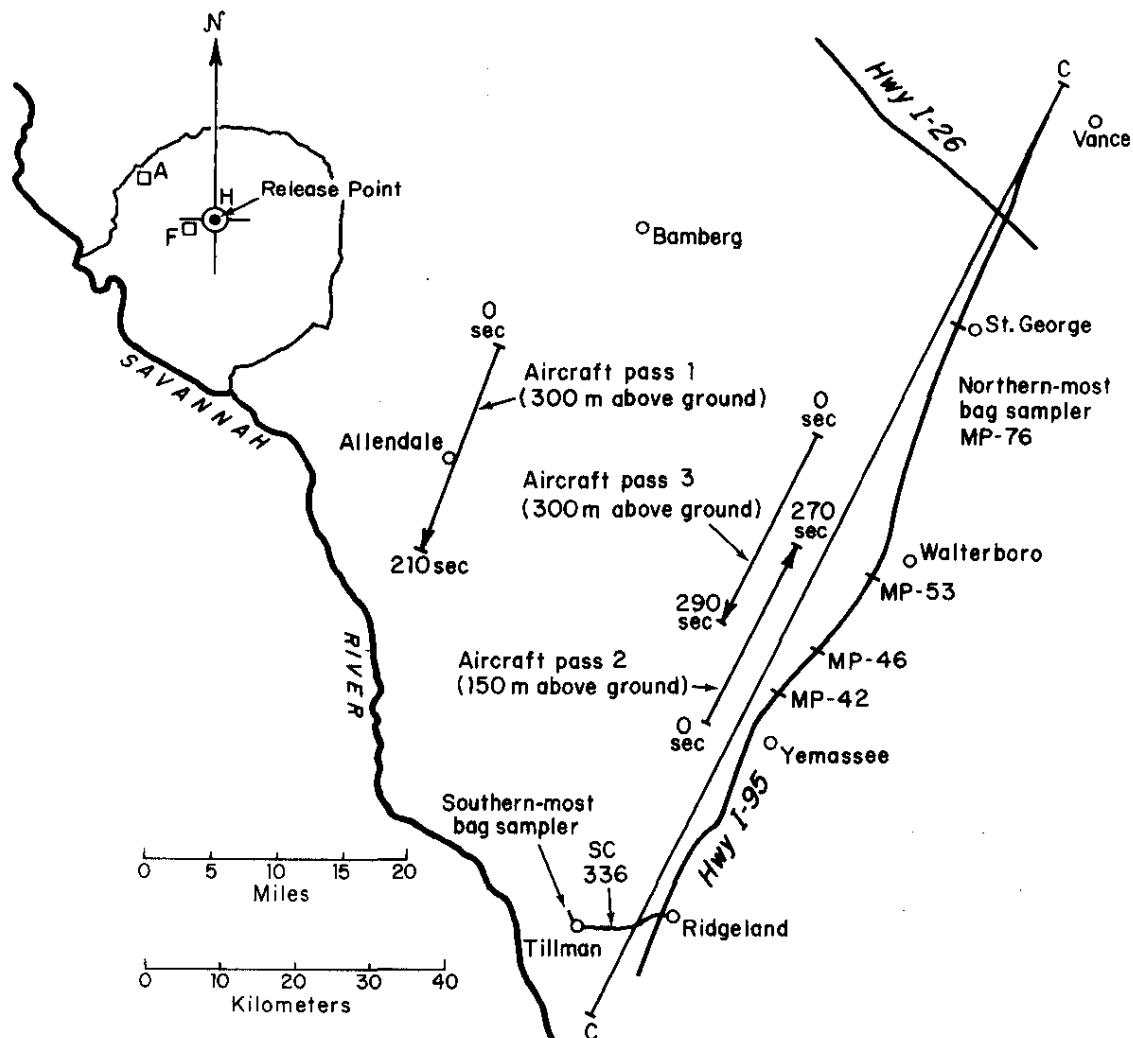 N
C
Hwy I-26
Vance
A
H
Release Point
F
Bamberg
0
sec
St. George
Aircraft pass 1
(300 m above ground)
Northern-most
bag sampler
MP-76
SAVANNAH
RIVER
Allendale
0
sec
Aircraft pass 3
(300 m above ground)
270
sec
210 sec
Walterboro
MP-53
290
sec
MP-46
Aircraft pass 2
(150 m above ground)
MP-42
0
sec
Yemassee
Hwy I-95
Southern-most
bag sampler
SC
336
0 5 10 15 20
Miles
Ridgeland
Tillman
0 10 20 30 40
Kilometers
C